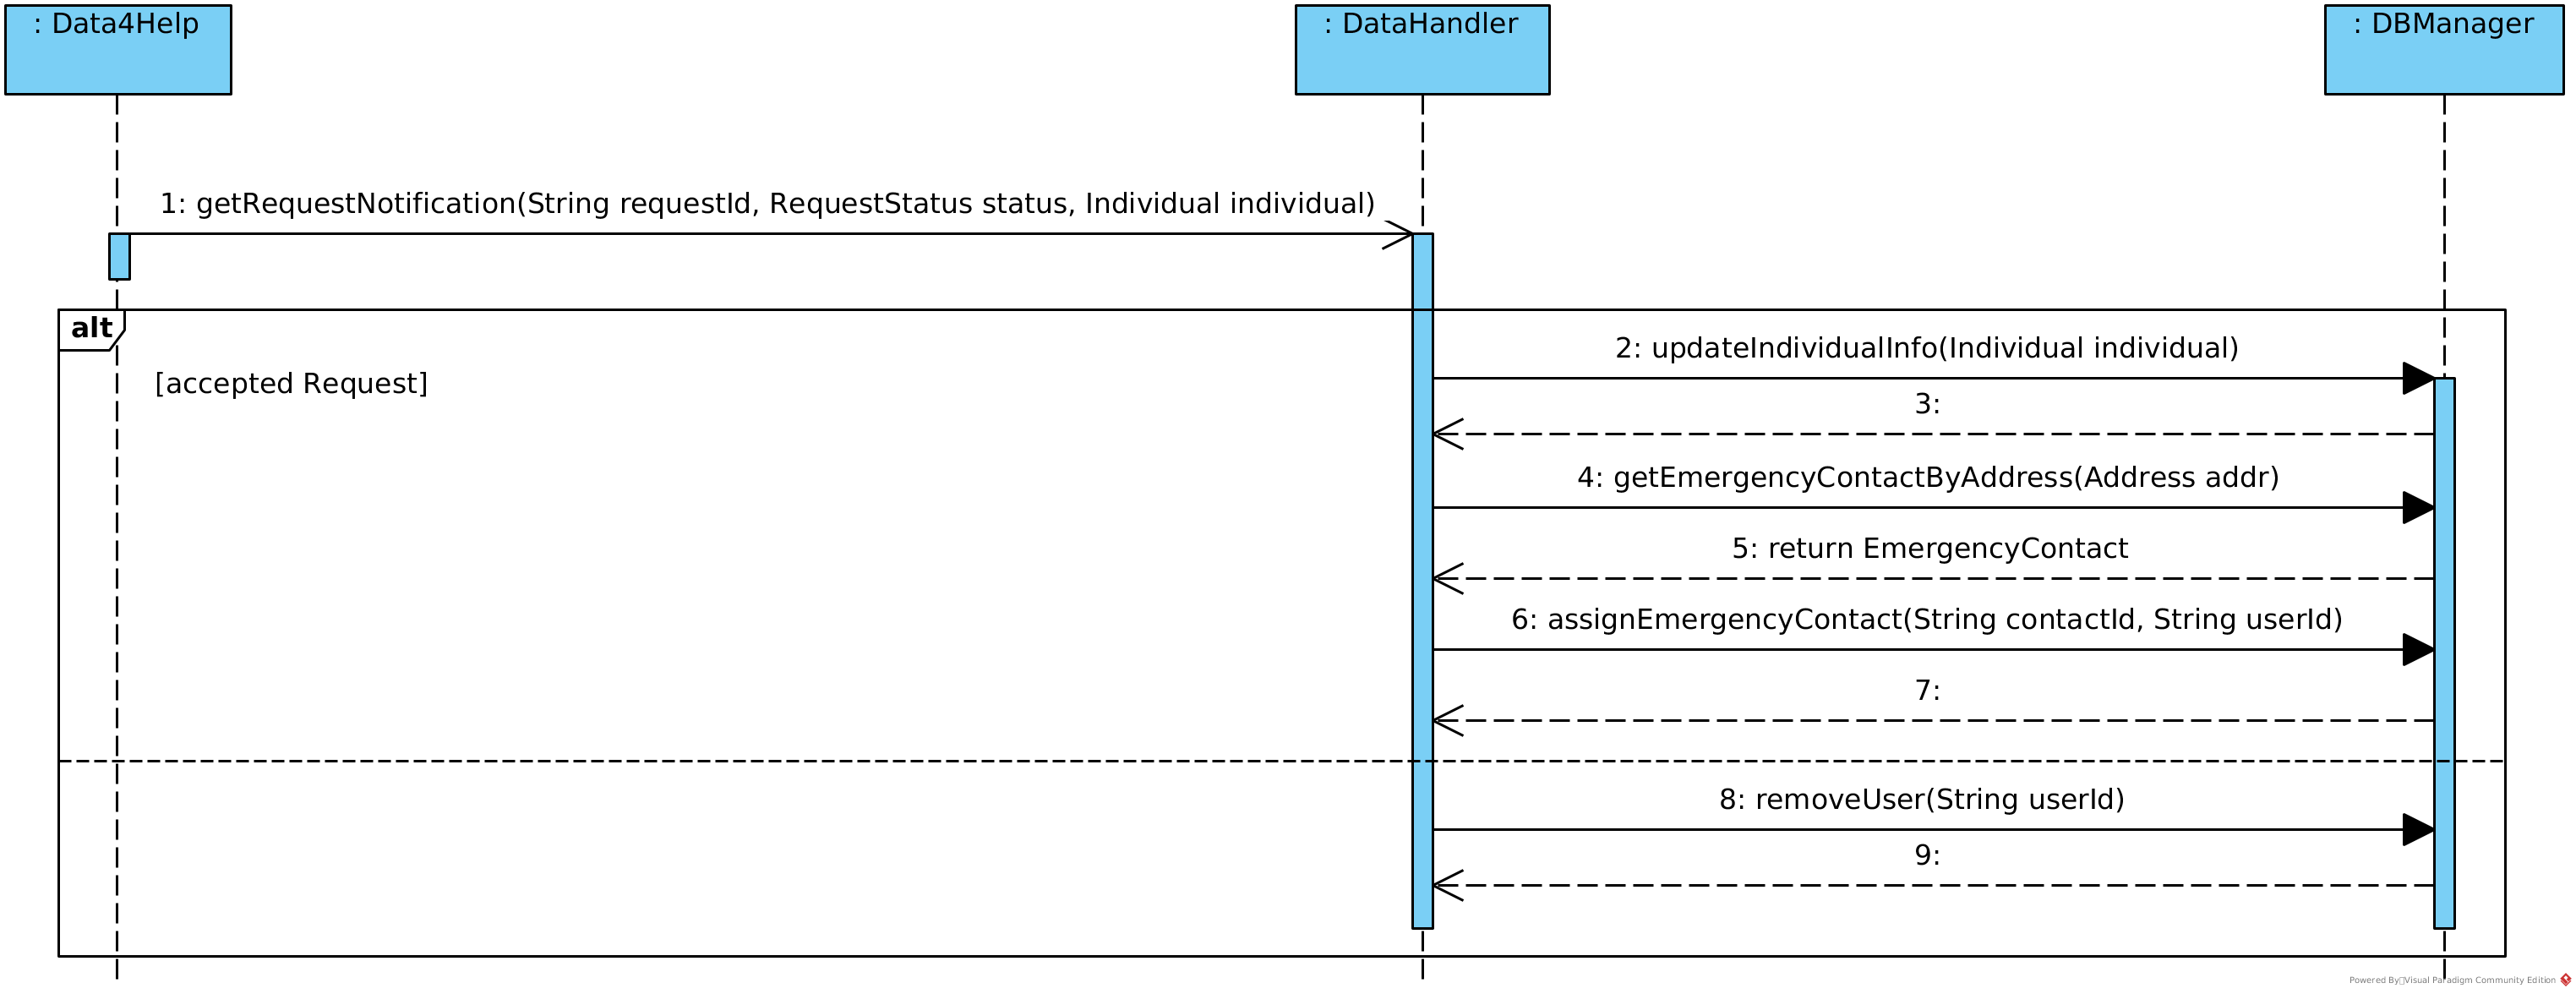 : Data4Help
: DataHandler
: DBManager
1: getRequestNotification(String requestId, RequestStatus status, Individual individual)
alt
2: updateIndividualInfo(Individual individual)
[accepted Request]
3:
4: getEmergencyContactByAddress(Address addr)
5: return EmergencyContact
6: assignEmergencyContact(String contactId, String userId)
7:
8: removeUser(String userId)
9:
Powered By▯Visual Paradigm Community Edition